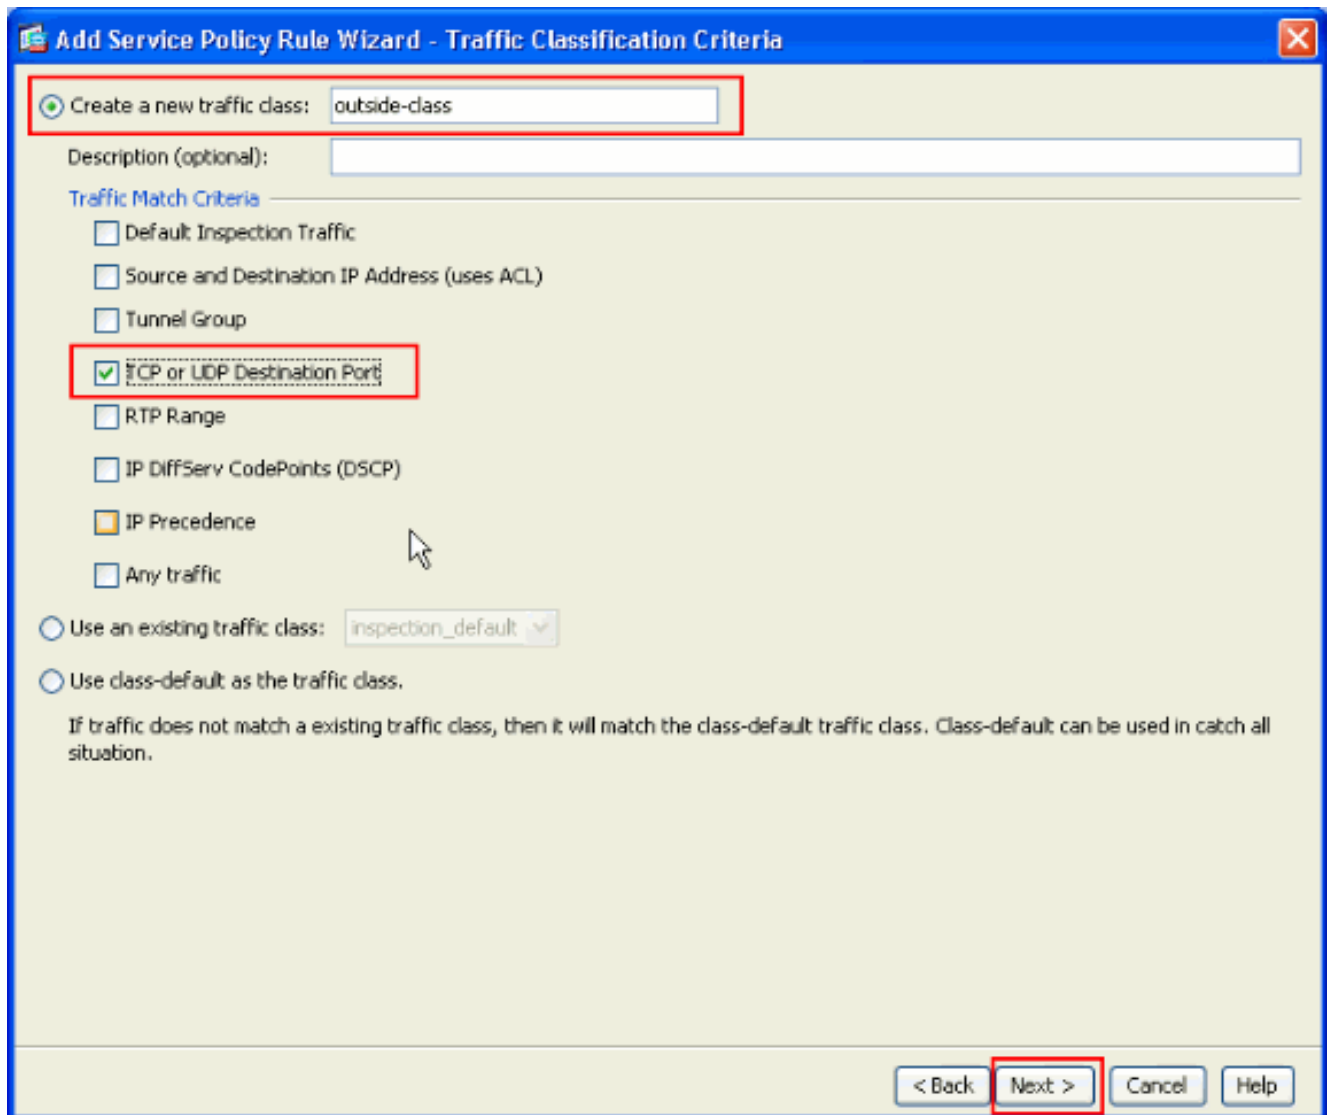 Add Service Policy Rule Wizard - Traffic Classification Criteria
Create a new traffic class: outside-class
Description (optional):
Traffic Match Criteria
Default Inspection Traffic
Source and Destination IP Address (uses ACL)
Tunnel Group
TCP or UDP Destination Port
RTP Range
IP DiffServ CodePoints (DSCP)
IP Precedence
Any traffic
Use an existing traffic class: inspection_default
Use class-default as the traffic class.
If traffic does not match a existing traffic class, then it will match the class-default traffic class. Class-default can be used in catch all
situation.
< Back Next > Cancel Help